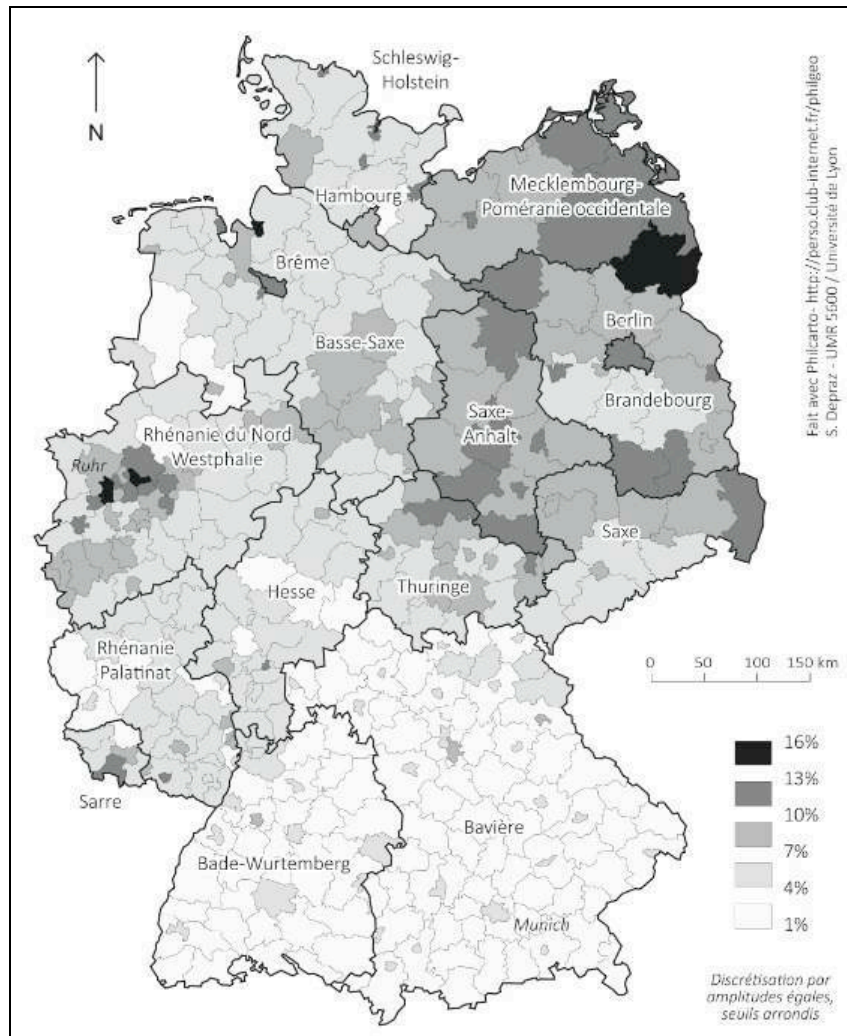 N
Schleswig-
Holstein
Hambourg
Mecklembourg-
Poméranie occidentale
Brême
Berlin
Basse-Saxe
Brandebourg
Saxe-
Anhalt
Rhénanie du Nord
Westphalie
Ruhr
Saxe
Hesse
Thuringe
Rhénanie
Palatinat
Sarre
Bade-Wurtemberg
Bavière
Munich
0 50 100 150 km
16%
13%
10%
7%
4%
1%
Discrétisation par
amplitudes égales,
seuils arrondis
Fait avec Philcarto- http://perso.club-internet.fr/philgeo
S. Depraz - UMR 5600 / Université de Lyon